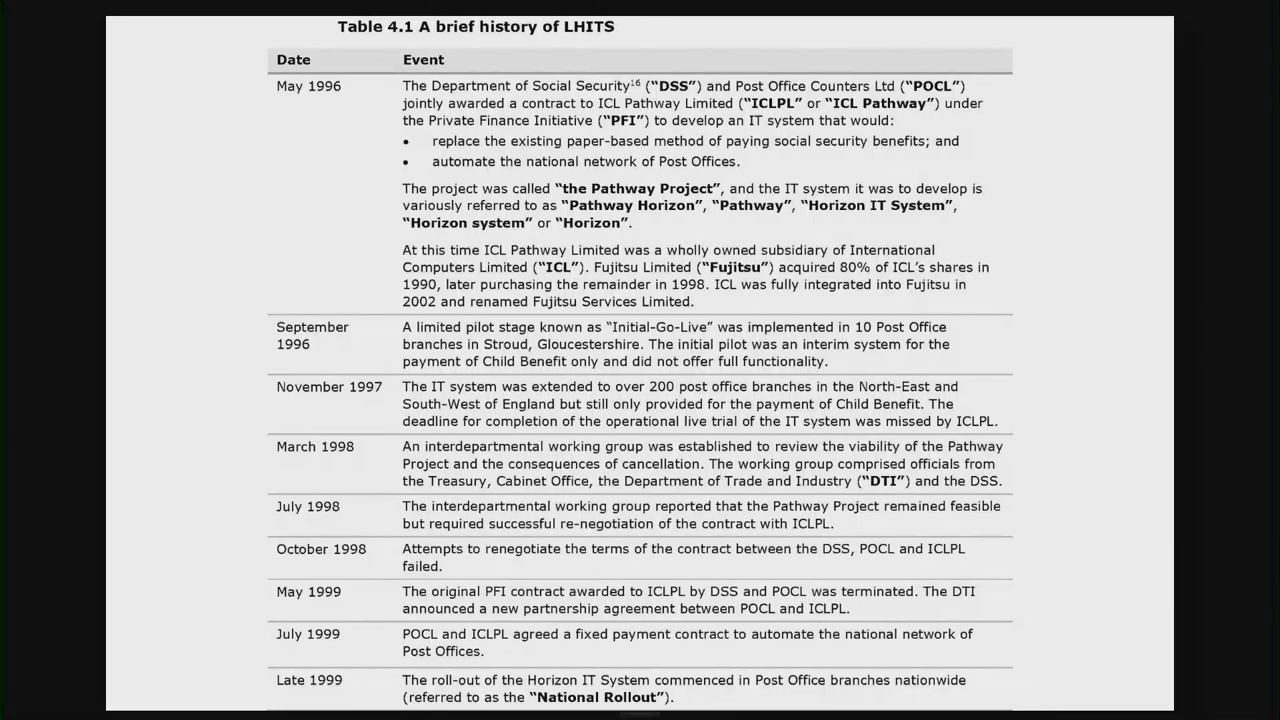 Table 4.1 A brief history of LHITS
Date Event
May 1996 The Department of Social Security¹⁶ (“DSS”) and Post Office Counters Ltd (“POCL”)
jointly awarded a contract to ICL Pathway Limited (“ICLPL” or “ICL Pathway”) under
the Private Finance Initiative (“PFI”) to develop an IT system that would:
• replace the existing paper-based method of paying social security benefits; and
• automate the national network of Post Offices.
The project was called “the Pathway Project”, and the IT system it was to develop is
variously referred to as “Pathway Horizon”, “Pathway”, “Horizon IT System”,
“Horizon system” or “Horizon”.
At this time ICL Pathway Limited was a wholly owned subsidiary of International
Computers Limited (“ICL”). Fujitsu Limited (“Fujitsu”) acquired 80% of ICL’s shares in
1990, later purchasing the remainder in 1998. ICL was fully integrated into Fujitsu in
2002 and renamed Fujitsu Services Limited.
September A limited pilot stage known as “Initial-Go-Live” was implemented in 10 Post Office
1996 branches in Stroud, Gloucestershire. The initial pilot was an interim system for the
payment of Child Benefit only and did not offer full functionality.
November 1997 The IT system was extended to over 200 post office branches in the North-East and
South-West of England but still only provided for the payment of Child Benefit. The
deadline for completion of the operational live trial of the IT system was missed by ICLPL.
March 1998 An interdepartmental working group was established to review the viability of the Pathway
Project and the consequences of cancellation. The working group comprised officials from
the Treasury, Cabinet Office, the Department of Trade and Industry (“DTI”) and the DSS.
July 1998 The interdepartmental working group reported that the Pathway Project remained feasible
but required successful re-negotiation of the contract with ICLPL.
October 1998 Attempts to renegotiate the terms of the contract between the DSS, POCL and ICLPL
failed.
May 1999 The original PFI contract awarded to ICLPL by DSS and POCL was terminated. The DTI
announced a new partnership agreement between POCL and ICLPL.
July 1999 POCL and ICLPL agreed a fixed payment contract to automate the national network of
Post Offices.
Late 1999 The roll-out of the Horizon IT System commenced in Post Office branches nationwide
(referred to as the “National Rollout”).